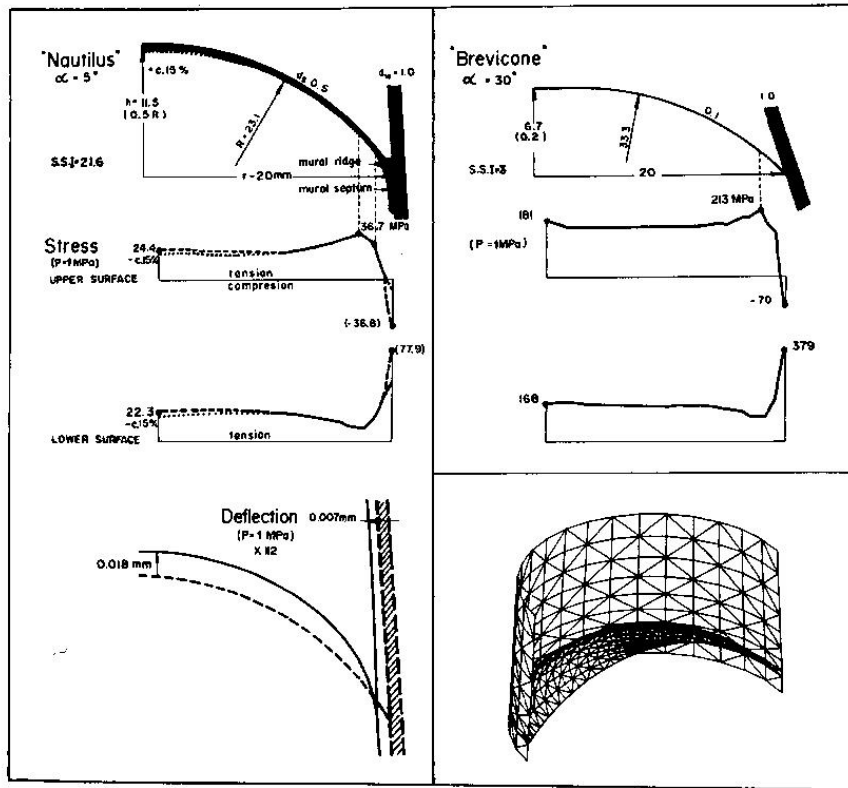 "Nautilus"
α = 5°
-c.15%
h=11.5
(0.5R)
R=23.1
0.5
1.0
S.S.I=21.6
mural ridge
r=20mm
mural septum
36.7 MPa
Stress
(P=1MPa)
24.4
-c.15%
UPPER SURFACE
tension
compresion
(-36.8)
(77.9)
22.3
-c.15%
LOWER SURFACE
tension
Deflection
(P=1 MPa)
X 112
0.007mm
0.018 mm
"Brevicone"
α = 30°
1.0
6.7
(0.2)
33.3
0.1
S.S.I=3
20
213 MPa
181
(P=1MPa)
-70
379
168